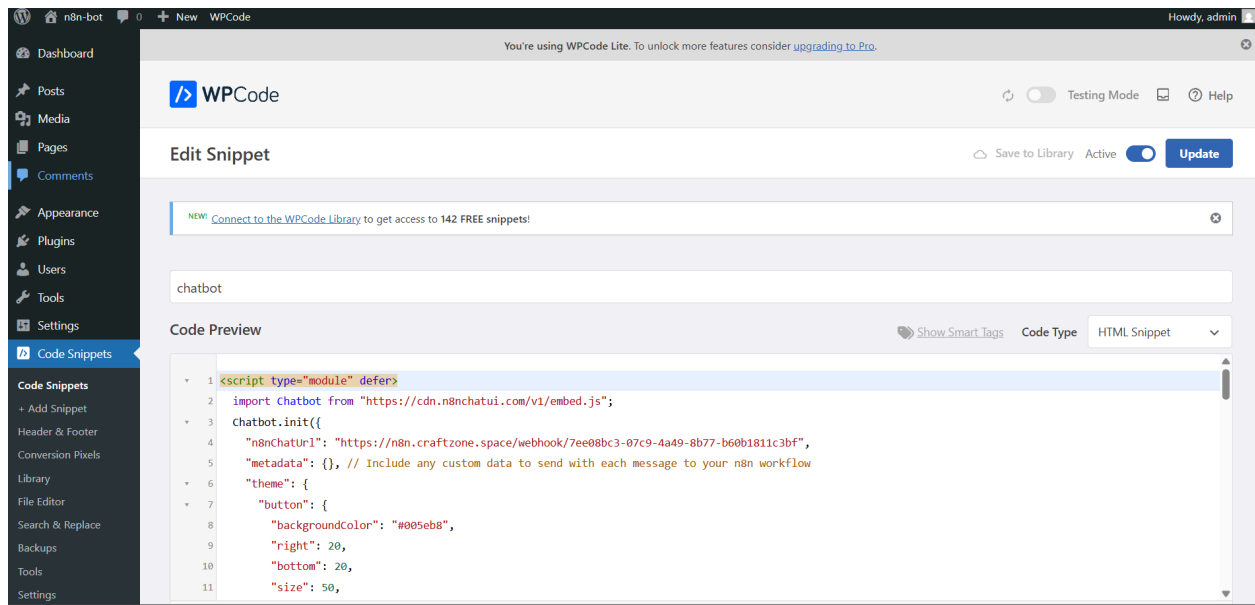 n8n-bot 0 New WPCode Howdy, admin
You're using WPCode Lite. To unlock more features consider upgrading to Pro.
Dashboard
Posts
Media
Pages
Comments
Appearance
Plugins
Users
Tools
Settings
Code Snippets
Code Snippets
+ Add Snippet
Header & Footer
Conversion Pixels
Library
File Editor
Search & Replace
Backups
Tools
Settings
WPCode
Testing Mode Help
Edit Snippet
Save to Library Active Update
NEW! Connect to the WPCode Library to get access to 142 FREE snippets!
chatbot
Code Preview
Show Smart Tags Code Type HTML Snippet
1 <script type="module" defer>
2 import Chatbot from "https://cdn.n8nchatui.com/v1/embed.js";
3 Chatbot.init({
4 "n8nChatUrl": "https://n8n.craftzone.space/webhook/7ee08bc3-07c9-4a49-8b77-b60b1811c3bf",
5 "metadata": {}, // Include any custom data to send with each message to your n8n workflow
6 "theme": {
7 "button": {
8 "backgroundColor": "#005eb8",
9 "right": 20,
10 "bottom": 20,
11 "size": 50,